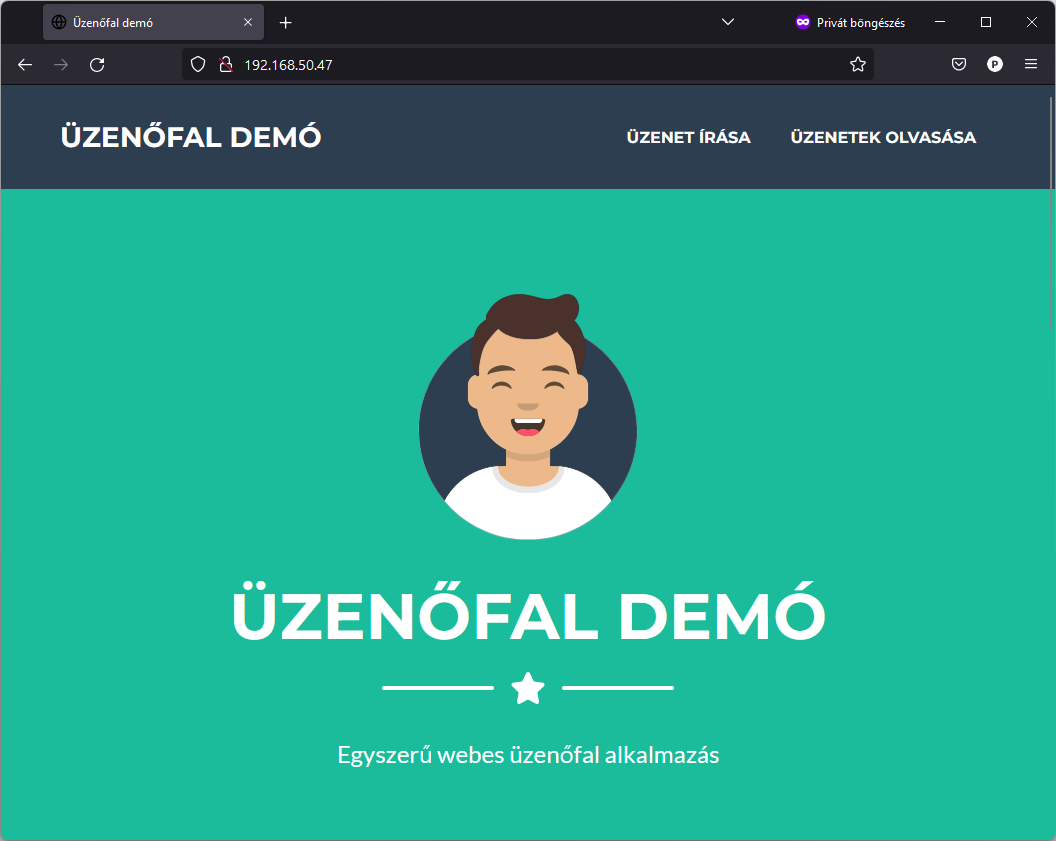 Üzenőfal demó
Privát böngészés
192.168.50.47
P
ÜZENŐFAL DEMÓ
ÜZENET ÍRÁSA
ÜZENETEK OLVASÁSA
ÜZENŐFAL DEMÓ
Egyszerű webes üzenőfal alkalmazás